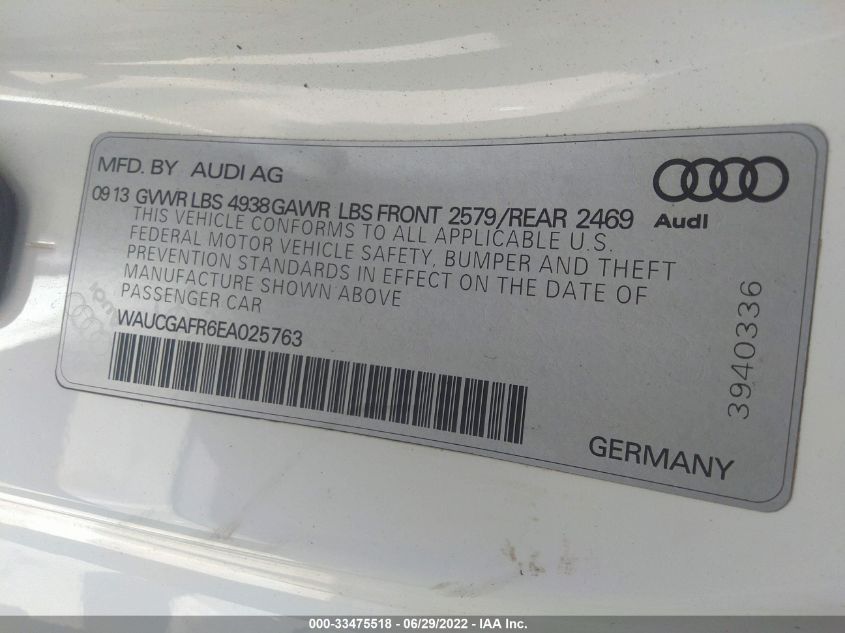 MFD. BY AUDI AG
09 13 GVWR LBS 4938 GAWR LBS FRONT 2579/REAR 2469
Audi
THIS VEHICLE CONFORMS TO ALL APPLICABLE U.S.
FEDERAL MOTOR VEHICLE SAFETY, BUMPER AND THEFT
PREVENTION STANDARDS IN EFFECT ON THE DATE OF
MANUFACTURE SHOWN ABOVE
PASSENGER CAR
WAUCGAFR6EA025763
3940336
GERMANY
000-33475518 - 06/29/2022 - IAA Inc.